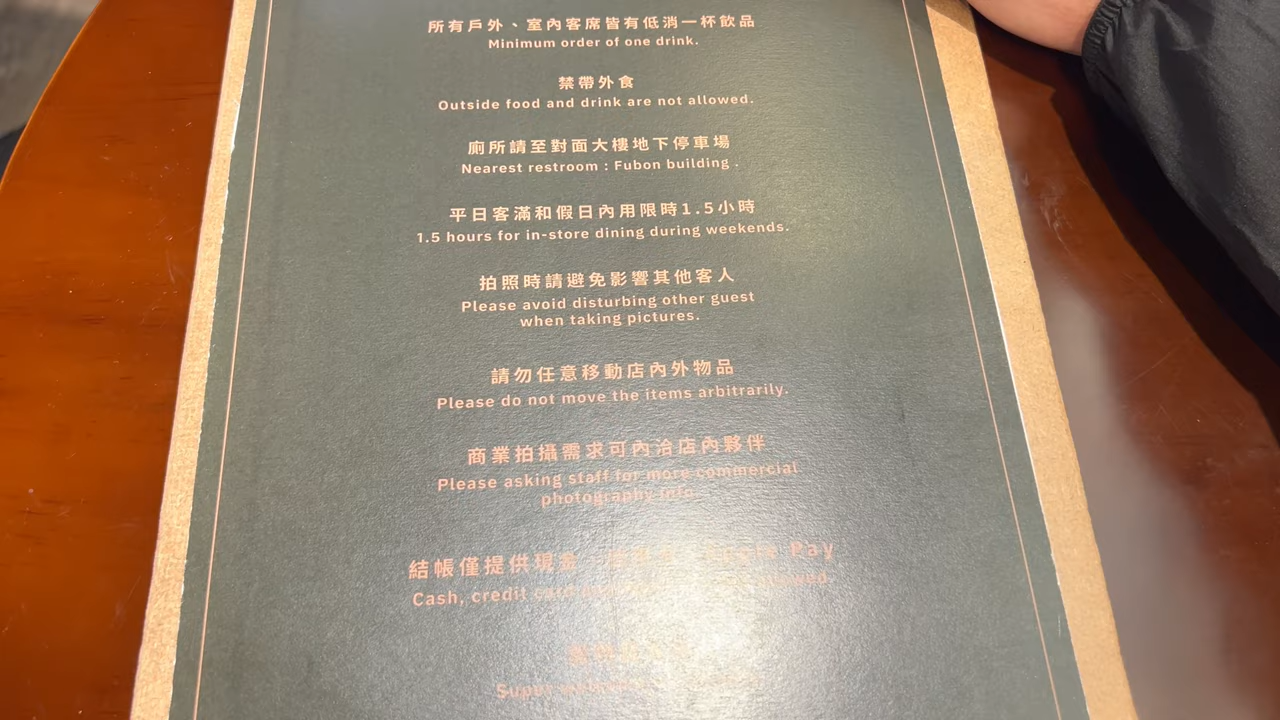 所有戶外、室內客席皆有低消一杯飲品
Minimum order of one drink.
禁帶外食
Outside food and drink are not allowed.
廁所請至對面大樓地下停車場
Nearest restroom : Fubon building .
平日客滿和假日內用限時1.5小時
1.5 hours for in-store dining during weekends.
拍照時請避免影響其他客人
Please avoid disturbing other guest
when taking pictures.
請勿任意移動店內外物品
Please do not move the items arbitrarily.
商業拍攝需求可內洽店內夥伴
Please asking staff for more commercial
photography info.
結帳僅提供現金 Pay
Cash, credit card
Super